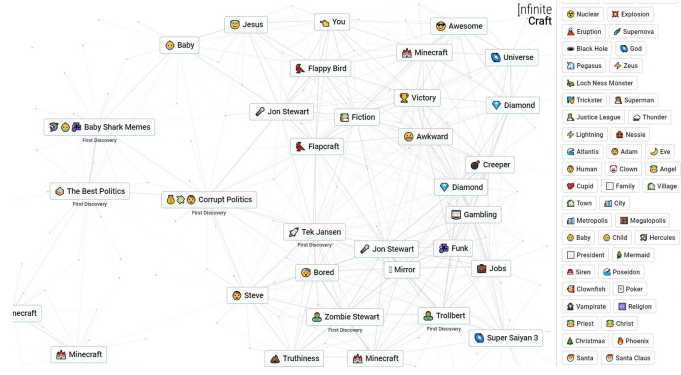 Infinite
Craft
Jesus
You
Awesome
Baby
Minecraft
Universe
Flappy Bird
Victory
Diamond
Jon Stewart
Fiction
Baby Shark Memes
First Discovery
Awkward
Flapcraft
Creeper
The Best Politics
First Discovery
Corrupt Politics
First Discovery
Diamond
Gambling
Tek Jansen
First Discovery
Jon Stewart
Funk
Bored
Mirror
Jobs
Steve
Zombie Stewart
First Discovery
Trollbert
First Discovery
necraft
Super Saiyan 3
Minecraft
Truthiness
Minecraft
Nuclear Explosion
Eruption Supernova
Black Hole God
Pegasus Zeus
Loch Ness Monster
Trickster Superman
Justice League Thunder
Lightning Nessie
Atlantis Adam Eve
Human Clown Angel
Cupid Family Village
Town City
Metropolis Megalopolis
Baby Child Hercules
President Mermaid
Siren Poseidon
Clownfish Poker
Vampirate Religion
Priest Christ
Christmas Phoenix
Santa Santa Claus